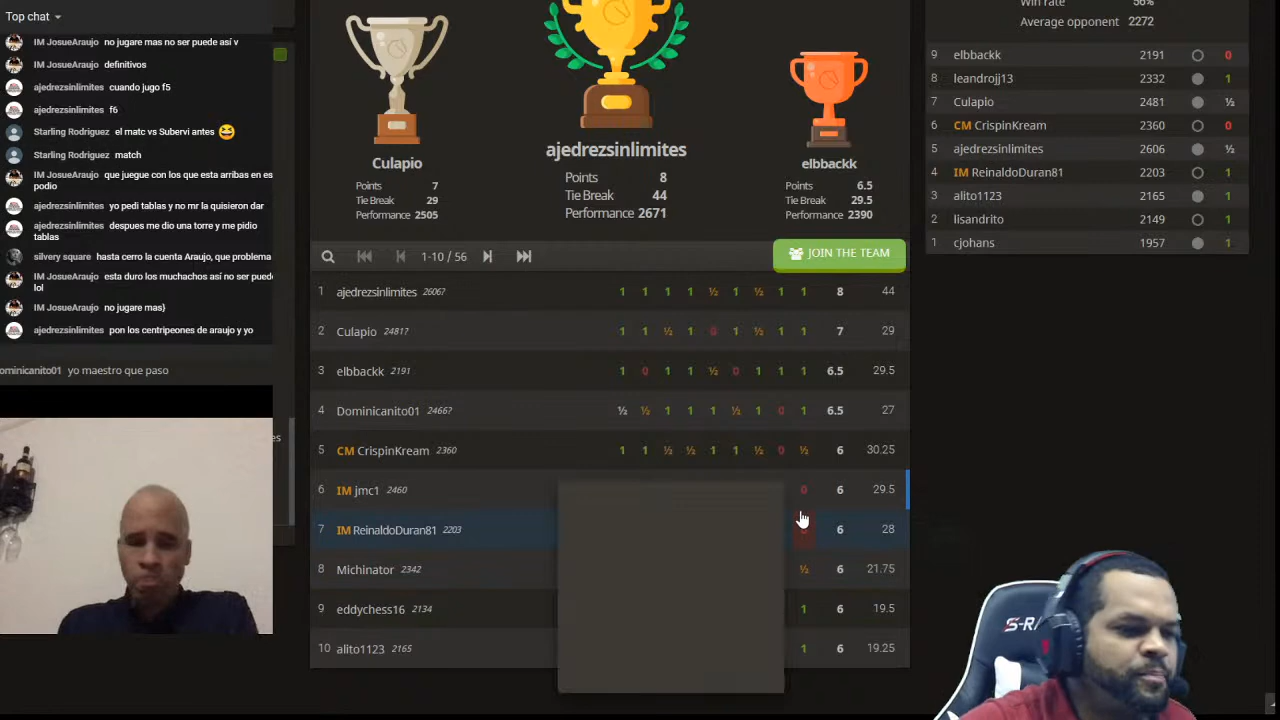 Top chat
IM JosueAraujo no jugare mas no ser puede así v
IM JosueAraujo definitivos
ajedrezsinlimites cuando jugo f5
ajedrezsinlimites f6
Starling Rodriguez el matc vs Subervi antes 😆
Starling Rodriguez match
IM JosueAraujo que juegue con los que esta arribas en es
podio
ajedrezsinlimites yo pedi tablas y no mr la quisieron dar
ajedrezsinlimites despues me dio una torre y me pidio
tablas
silvery square hasta cerro la cuenta Araujo, que problema
IM JosueAraujo esta duro los muchachos así no ser pued
lol
IM JosueAraujo no jugare mas}
ajedrezsinlimites pon los centripeones de araujo y yo
ominicanito01 yo maestro que paso
es
Culapio
Points 7
Tie Break 29
Performance 2505
ajedrezsinlimites
Points 8
Tie Break 44
Performance 2671
elbbackk
Points 6.5
Tie Break 29.5
Performance 2390
1-10 / 56
JOIN THE TEAM
1 ajedrezsinlimites 2606? 1 1 1 1 ½ 1 ½ 1 1 8 44
2 Culapio 2481? 1 1 ½ 1 0 1 ½ 1 1 7 29
3 elbbackk 2191 1 0 1 1 ½ 0 1 1 1 6.5 29.5
4 Dominicanito01 2466? ½ ½ 1 1 1 ½ 1 0 1 6.5 27
5 CM CrispinKream 2360 1 1 ½ ½ 1 1 ½ 0 ½ 6 30.25
6 IM jmc1 2460 0 6 29.5
7 IM ReinaldoDuran81 2203 6 28
8 Michinator 2342 ½ 6 21.75
9 eddychess16 2134 1 6 19.5
10 alito1123 2165 1 6 19.25
Win rate 56%
Average opponent 2272
9 elbbackk 2191 0
8 leandrojj13 2332 1
7 Culapio 2481 ½
6 CM CrispinKream 2360 0
5 ajedrezsinlimites 2606 ½
4 IM ReinaldoDuran81 2203 1
3 alito1123 2165 1
2 lisandrito 2149 1
1 cjohans 1957 1